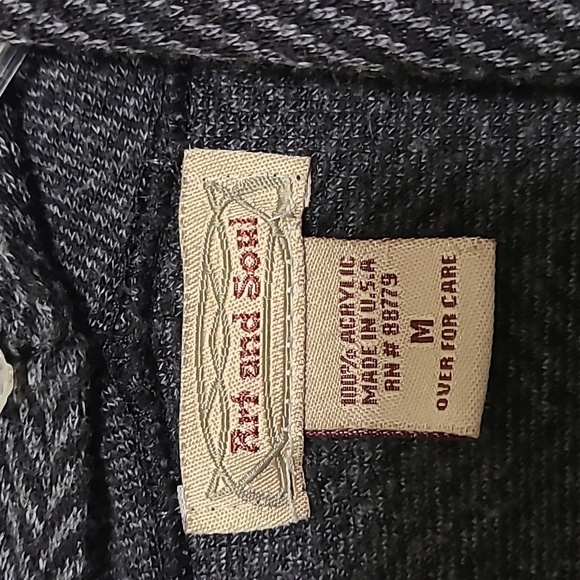 Art and Soul
100% ACRYLIC
MADE IN U.S.A
RN# 88779
M
OVER FOR CARE